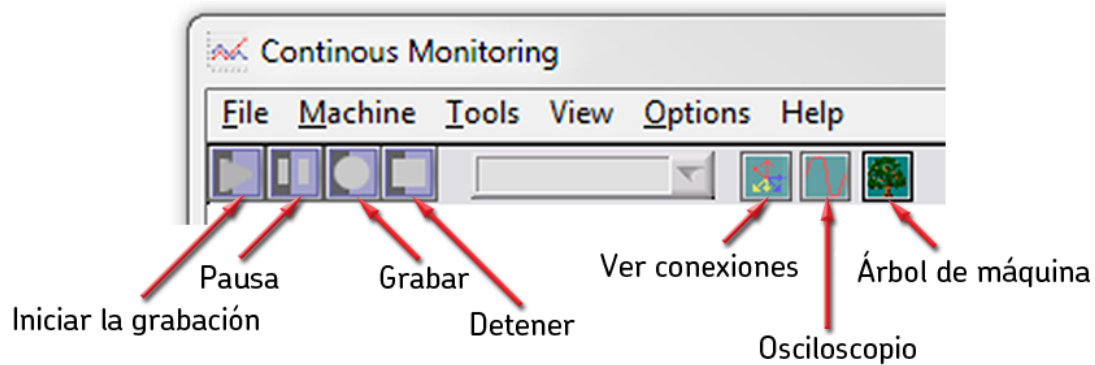 Continous Monitoring
File Machine Tools View Options Help
Pausa
Grabar
Ver conexiones
Árbol de máquina
Iniciar la grabación
Detener
Osciloscopio